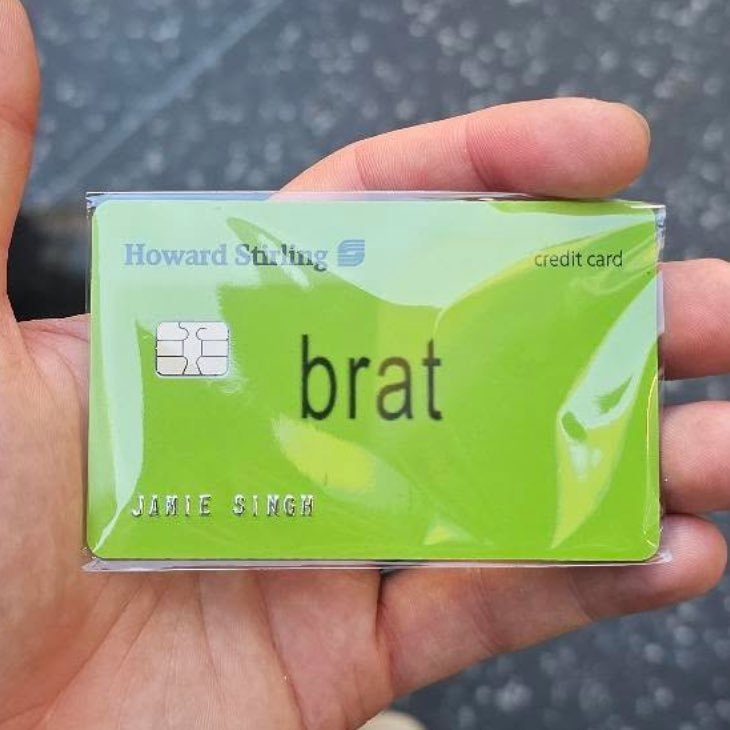 Howard Stirling
credit card
brat
JAMIE SINGH